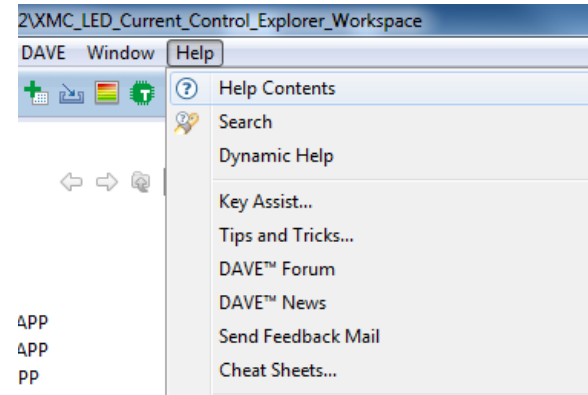 2\XMC_LED_Current_Control_Explorer_Workspace
DAVE Window Help
Help Contents
Search
Dynamic Help
Key Assist...
Tips and Tricks...
DAVE™ Forum
DAVE™ News
Send Feedback Mail
Cheat Sheets...
APP
APP
PP